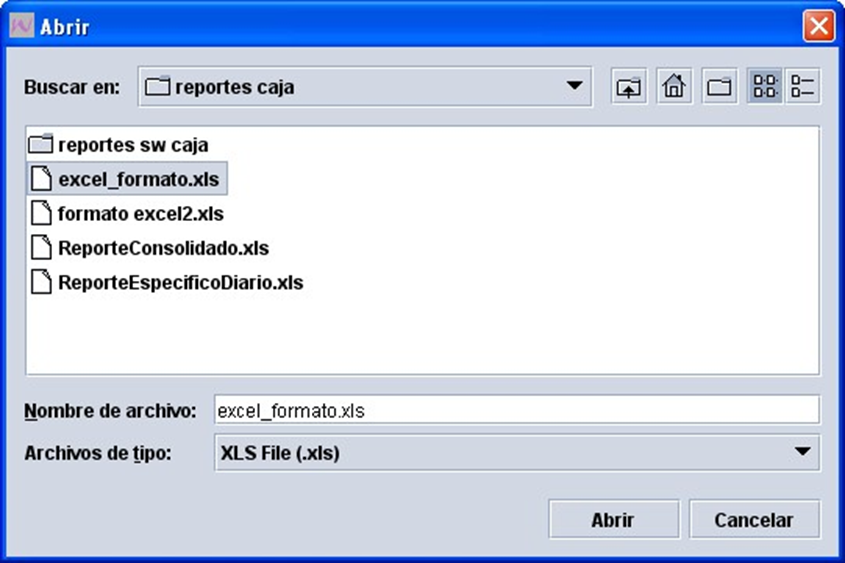 Abrir
Buscar en: reportes caja
reportes sw caja
excel_formato.xls
formato excel2.xls
ReporteConsolidado.xls
ReporteEspecificoDiario.xls
Nombre de archivo: excel_formato.xls
Archivos de tipo: XLS File (.xls)
Abrir Cancelar